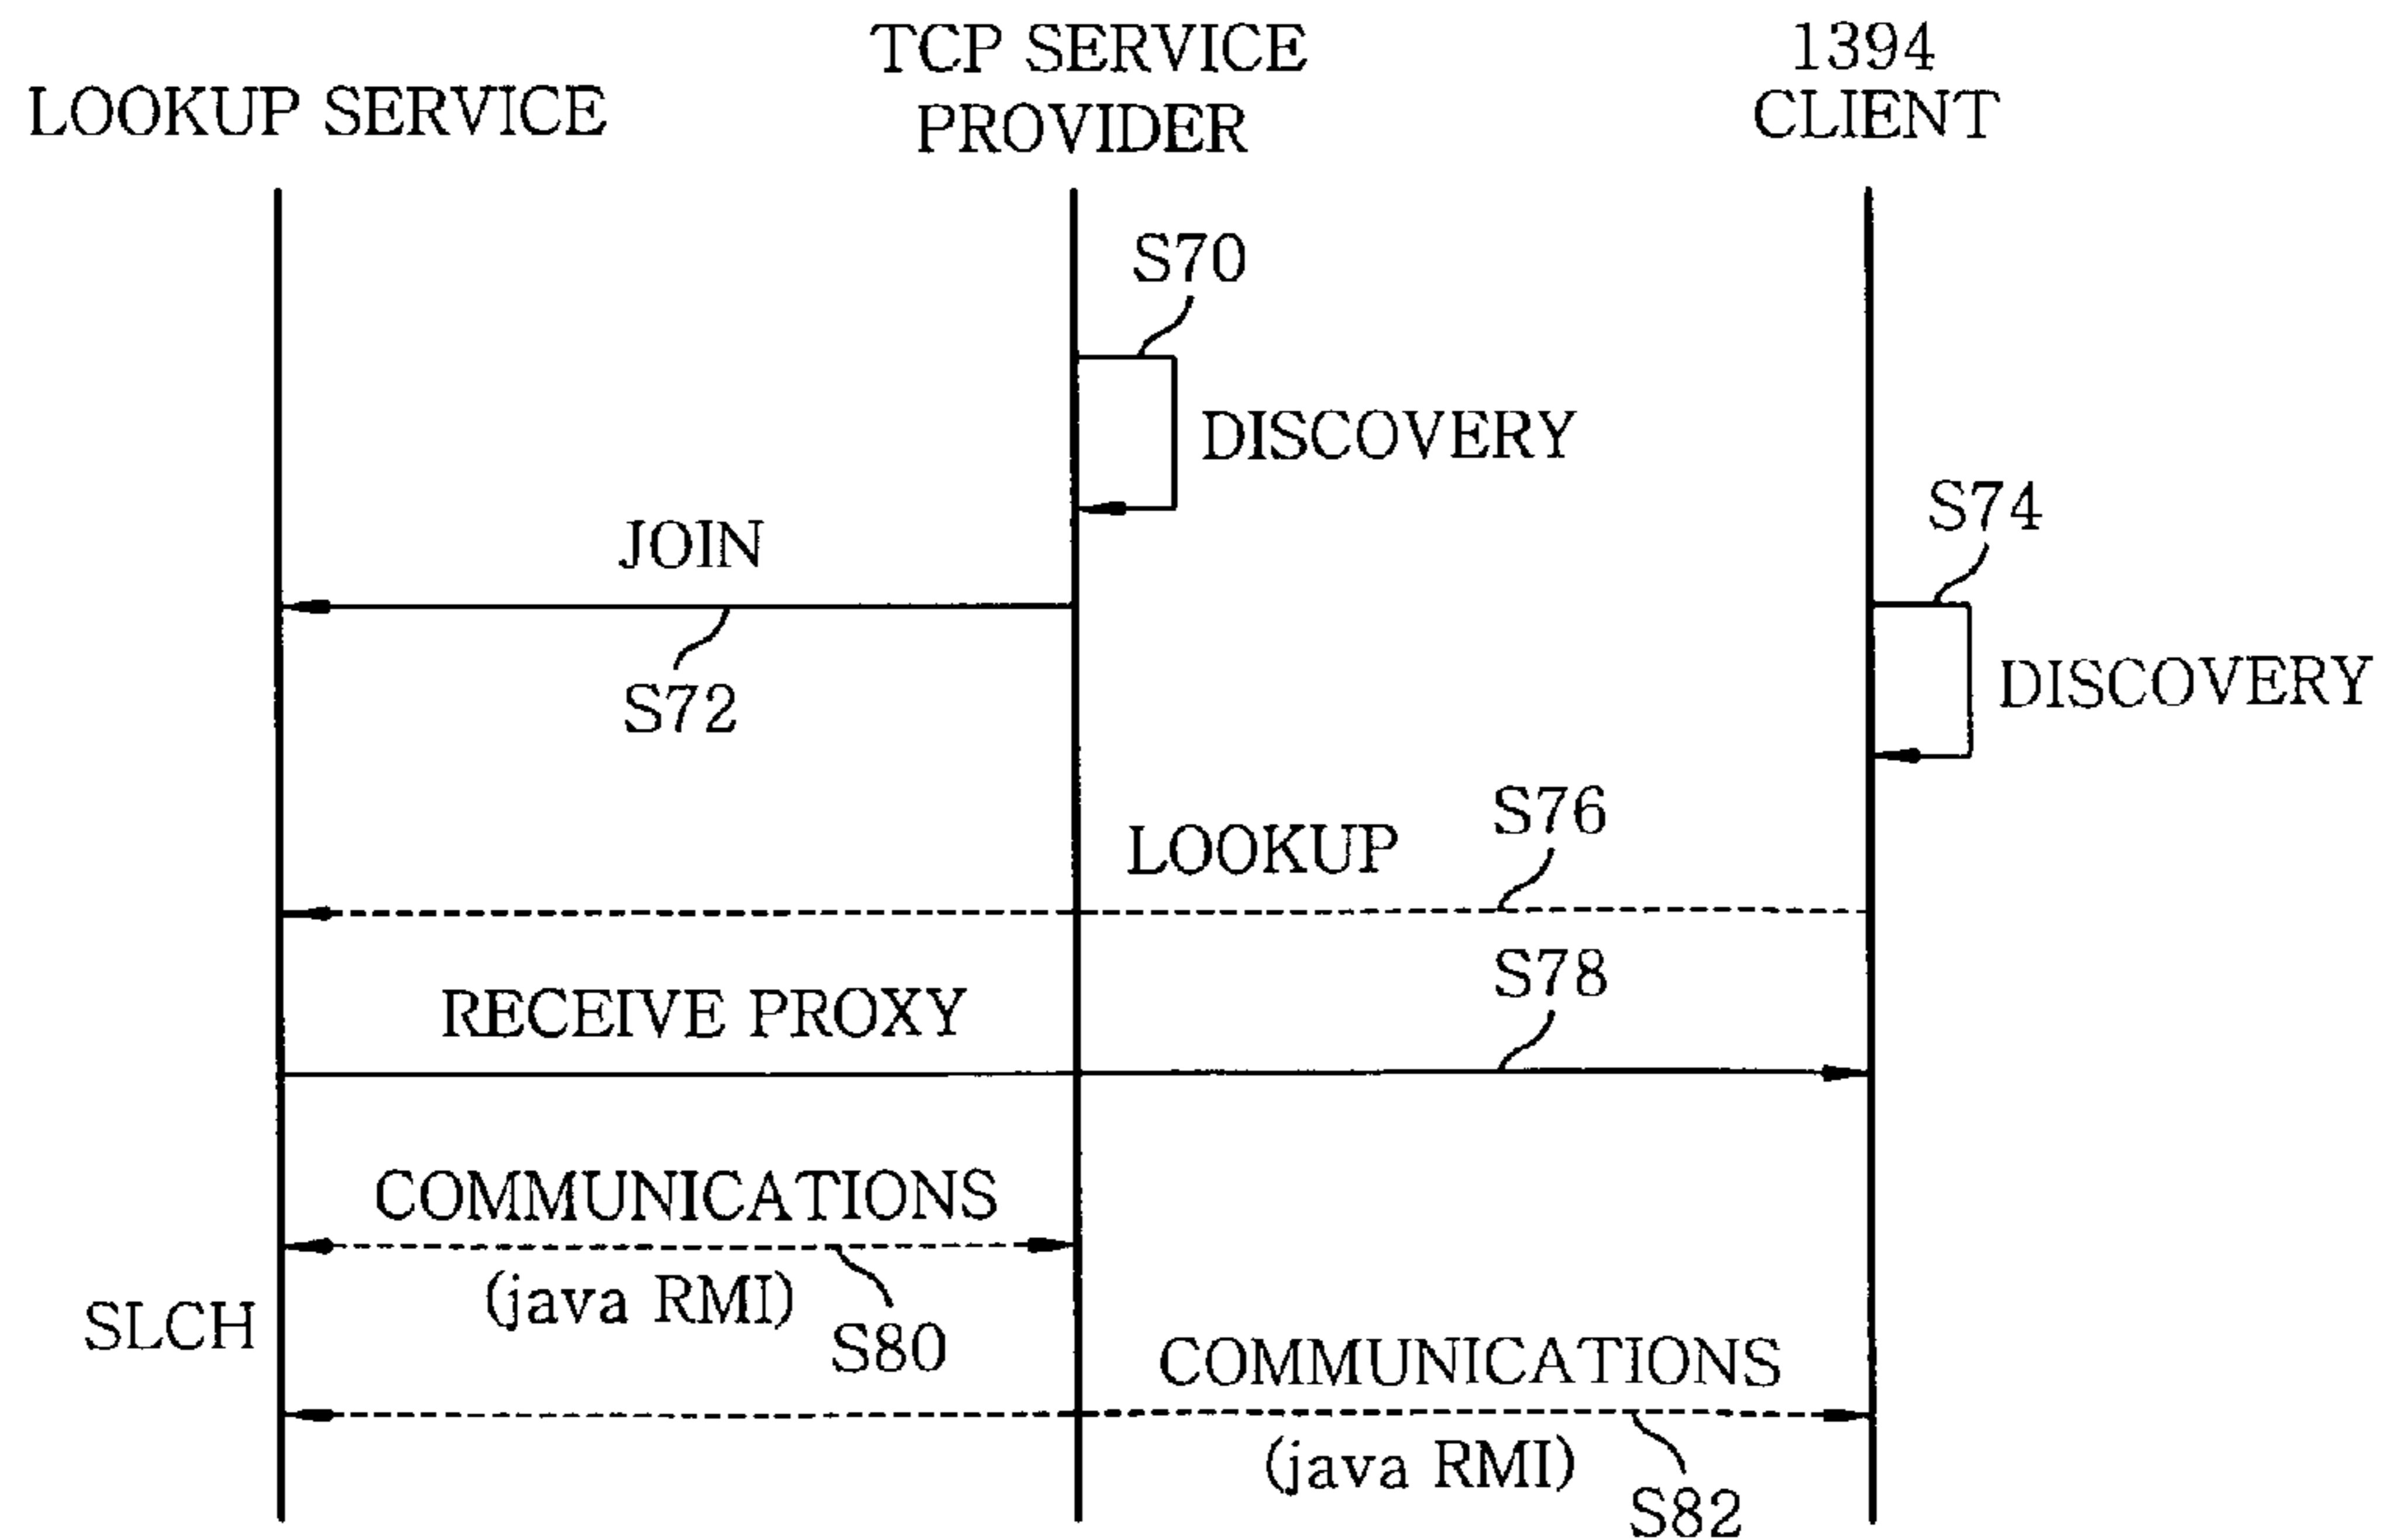 LOOKUP SERVICE
TCP SERVICE
PROVIDER
1394
CLIENT
S70
DISCOVERY
S74
JOIN
S72
DISCOVERY
S76
LOOKUP
S78
RECEIVE PROXY
COMMUNICATIONS
(java RMI)
S80
SLCH
COMMUNICATIONS
(java RMI)
S82